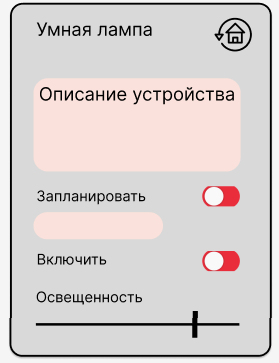 Умная лампа
Описание устройства
Запланировать
Включить
Освещенность